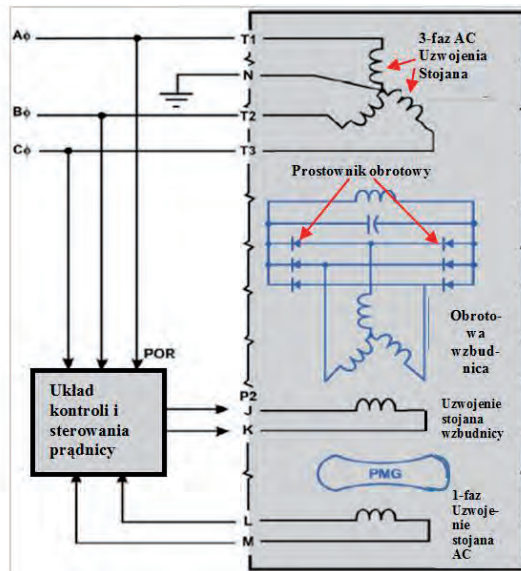 Aϕ
T1
3-faz AC
Uzwojenia
Stojana
N
Bϕ
T2
Cϕ
T3
Prostownik obrotowy
Obroto-
wa
wzbud-
nica
POR
Układ
kontroli i
sterowania
prądnicy
P2
J
K
Uzwojenie
stojana
wzbudnicy
PMG
1-faz
Uzwoje-
nie
stojana
AC
L
M